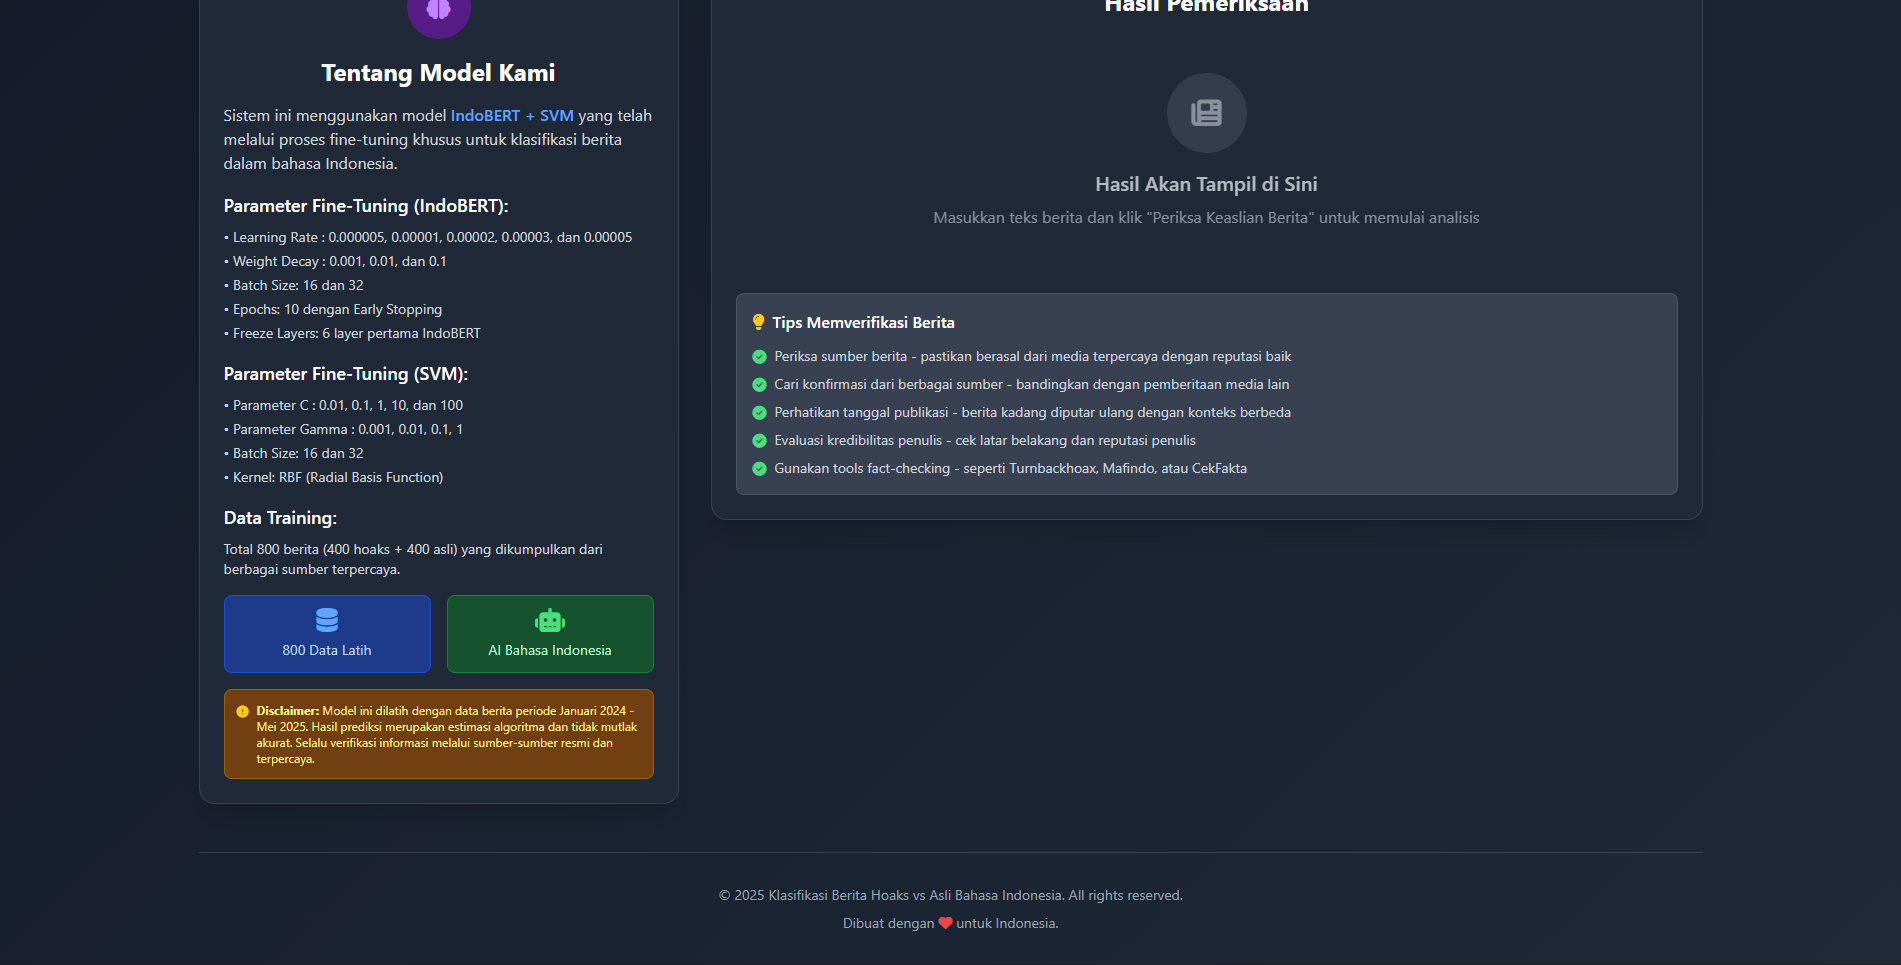 Tentang Model Kami
Sistem ini menggunakan model IndoBERT + SVM yang telah
melalui proses fine-tuning khusus untuk klasifikasi berita
dalam bahasa Indonesia.
Parameter Fine-Tuning (IndoBERT):
• Learning Rate : 0.000005, 0.00001, 0.00002, 0.00003, dan 0.00005
• Weight Decay : 0.001, 0.01, dan 0.1
• Batch Size: 16 dan 32
• Epochs: 10 dengan Early Stopping
• Freeze Layers: 6 layer pertama IndoBERT
Parameter Fine-Tuning (SVM):
• Parameter C : 0.01, 0.1, 1, 10, dan 100
• Parameter Gamma : 0.001, 0.01, 0.1, 1
• Batch Size: 16 dan 32
• Kernel: RBF (Radial Basis Function)
Data Training:
Total 800 berita (400 hoaks + 400 asli) yang dikumpulkan dari
berbagai sumber terpercaya.
800 Data Latih
AI Bahasa Indonesia
Disclaimer: Model ini dilatih dengan data berita periode Januari 2024 -
Mei 2025. Hasil prediksi merupakan estimasi algoritma dan tidak mutlak
akurat. Selalu verifikasi informasi melalui sumber-sumber resmi dan
terpercaya.
Hasil Pemeriksaan
Hasil Akan Tampil di Sini
Masukkan teks berita dan klik "Periksa Keaslian Berita" untuk memulai analisis
Tips Memverifikasi Berita
Periksa sumber berita - pastikan berasal dari media terpercaya dengan reputasi baik
Cari konfirmasi dari berbagai sumber - bandingkan dengan pemberitaan media lain
Perhatikan tanggal publikasi - berita kadang diputar ulang dengan konteks berbeda
Evaluasi kredibilitas penulis - cek latar belakang dan reputasi penulis
Gunakan tools fact-checking - seperti Turnbackhoax, Mafindo, atau CekFakta
© 2025 Klasifikasi Berita Hoaks vs Asli Bahasa Indonesia. All rights reserved.
Dibuat dengan ❤ untuk Indonesia.